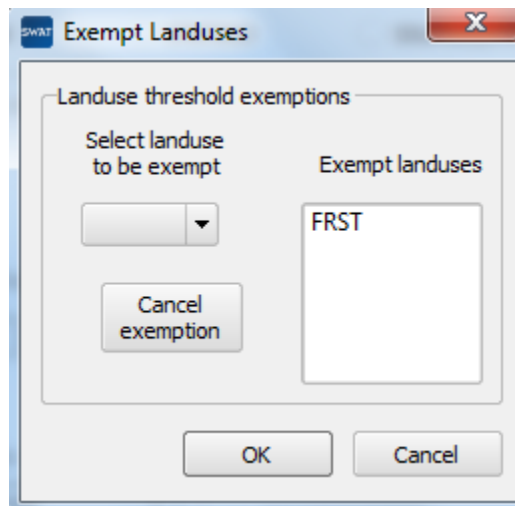 SWAT Exempt Landuses
Landuse threshold exemptions
Select landuse
to be exempt
Exempt landuses
FRST
Cancel
exemption
OK
Cancel